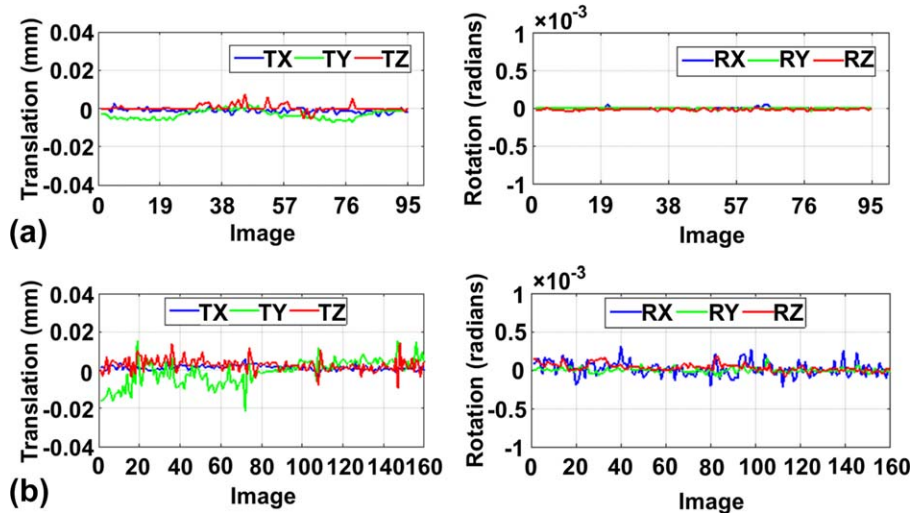 (a)
Translation (mm)
0.04
0.02
0
-0.02
-0.04
TX TY TZ
0 19 38 57 76 95
Image
Rotation (radians)
×10⁻³
1
0.5
0
-0.5
-1
RX RY RZ
0 19 38 57 76 95
Image
(b)
Translation (mm)
0.04
0.02
0
-0.02
-0.04
TX TY TZ
0 20 40 60 80 100 120 140 160
Image
Rotation (radians)
×10⁻³
1
0.5
0
-0.5
-1
RX RY RZ
0 20 40 60 80 100 120 140 160
Image